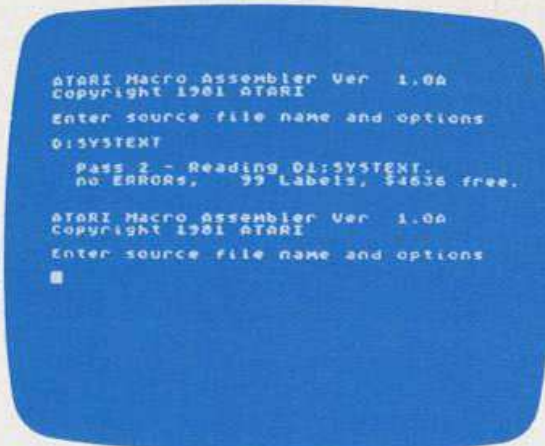 ATARI Macro Assembler Ver 1.0A
Copyright 1981 ATARI
Enter source file name and options
D:SYSTEXT
Pass 2 - Reading D1:SYSTEXT.
no ERRORs, 99 Labels, $4636 free.
ATARI Macro Assembler Ver 1.0A
Copyright 1981 ATARI
Enter source file name and options